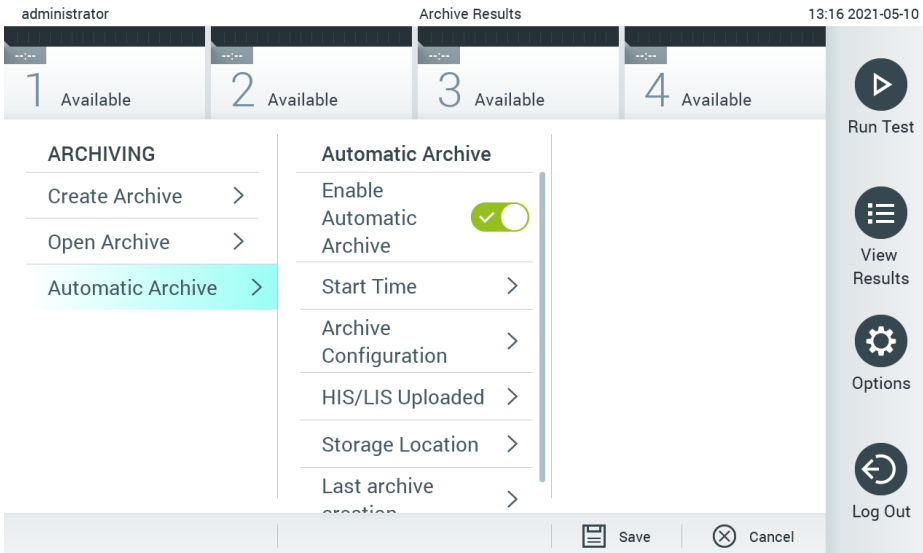 administrator
Archive Results
13:16 2021-05-10
--:--
--:--
--:--
--:--
1 Available
2 Available
3 Available
4 Available
Run Test
ARCHIVING
Create Archive
Open Archive
Automatic Archive
Automatic Archive
Enable
Automatic
Archive
Start Time
Archive
Configuration
HIS/LIS Uploaded
Storage Location
Last archive
creation
View
Results
Options
Log Out
Save
Cancel